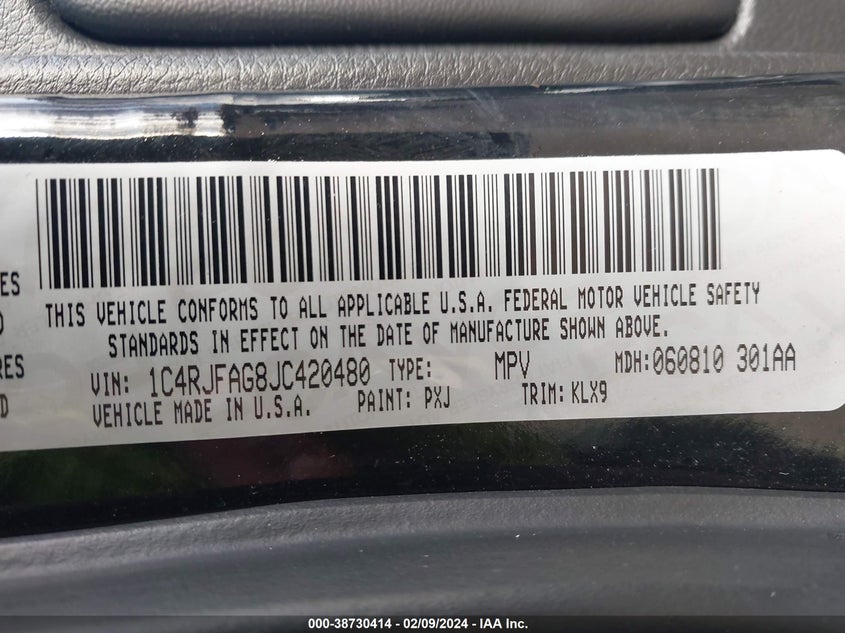 ES
THIS VEHICLE CONFORMS TO ALL APPLICABLE U.S.A. FEDERAL MOTOR VEHICLE SAFETY
STANDARDS IN EFFECT ON THE DATE OF MANUFACTURE SHOWN ABOVE.
RES
VIN: 1C4RJFAG8JC420480 TYPE: MPV MDH:060810 301AA
D
VEHICLE MADE IN U.S.A. PAINT: PXJ TRIM: KLX9
000-38730414 - 02/09/2024 - IAA Inc.